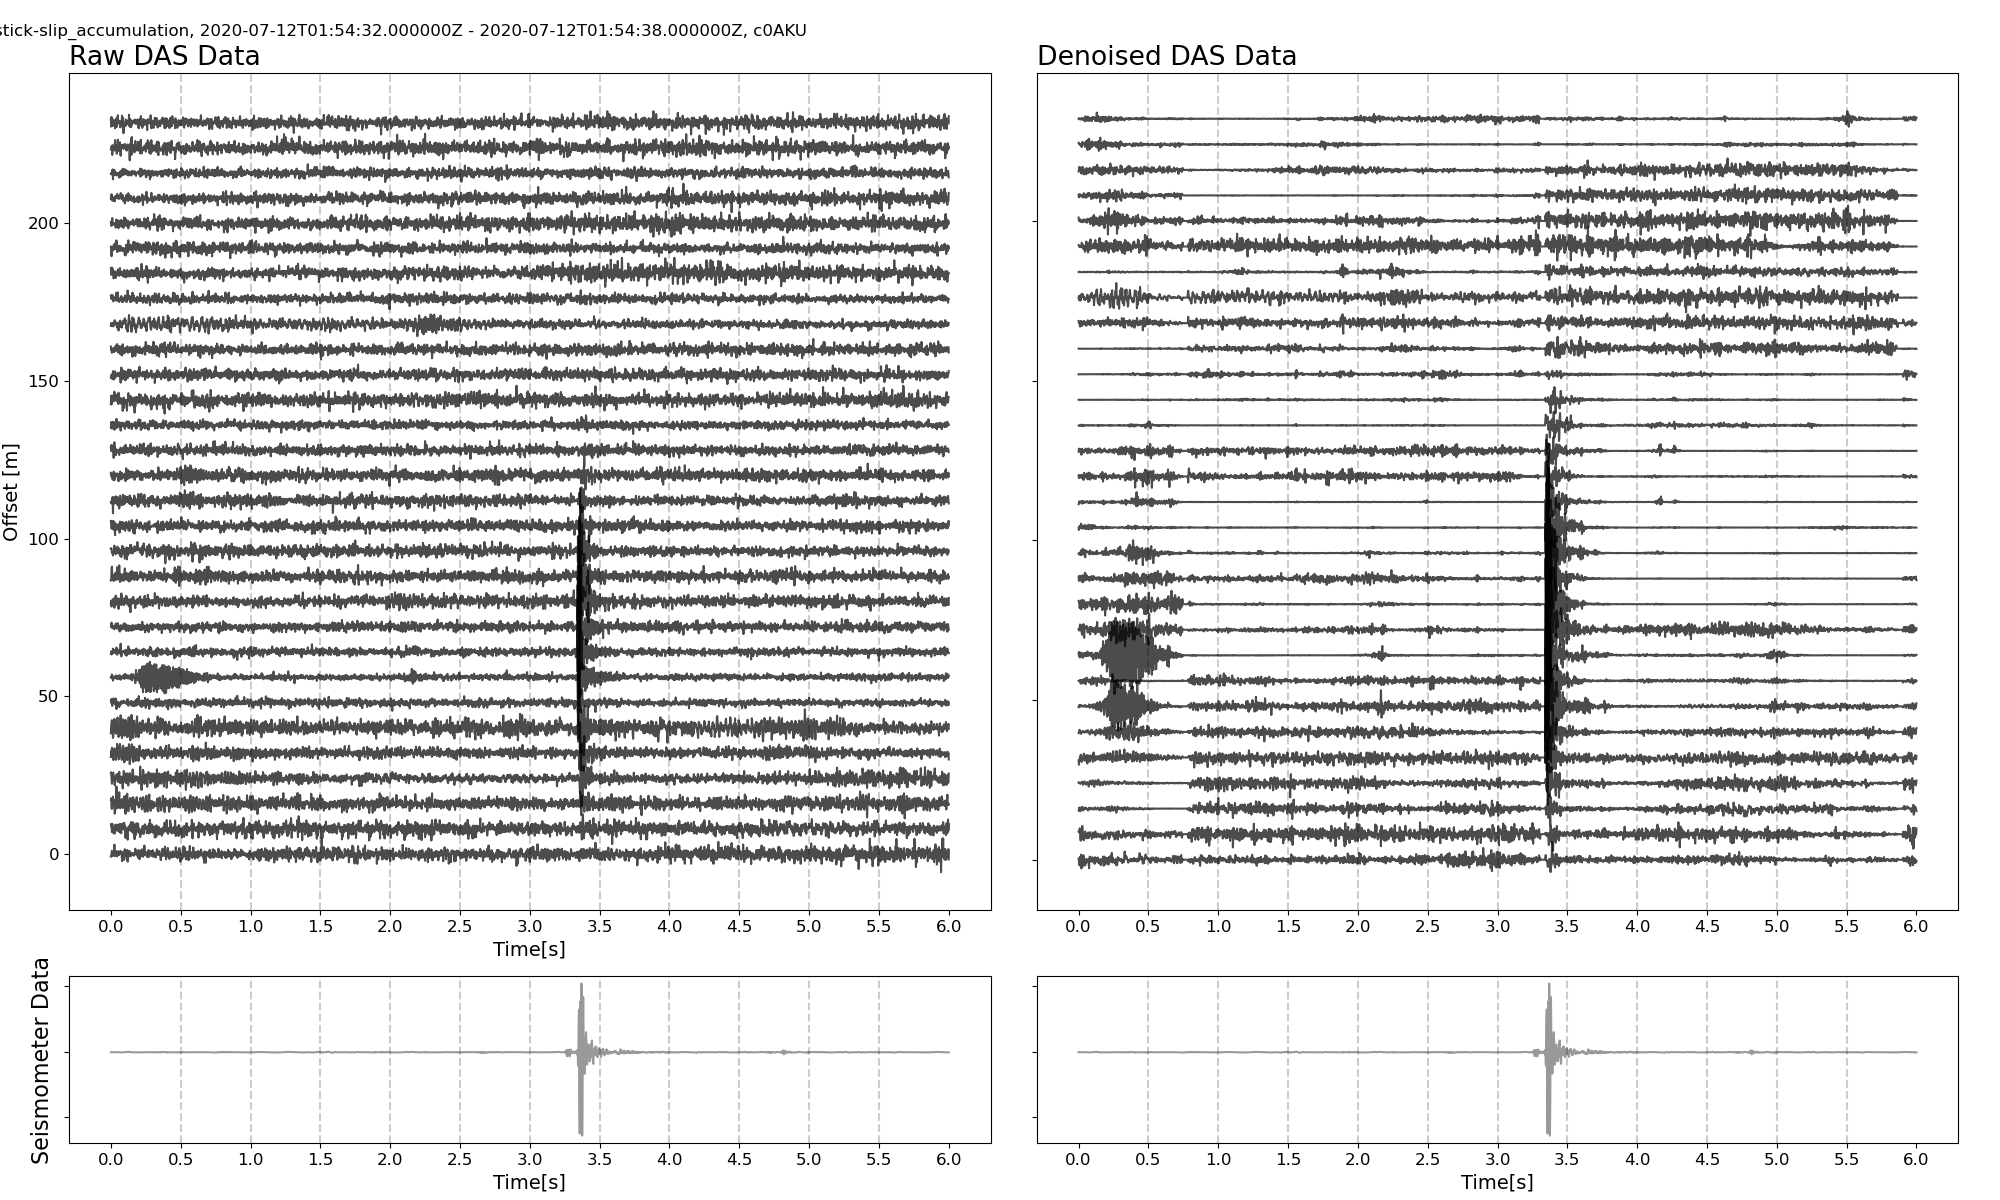 stick-slip_accumulation, 2020-07-12T01:54:32.000000Z - 2020-07-12T01:54:38.000000Z, c0AKU
Raw DAS Data
Denoised DAS Data
Offset [m]
200
150
100
50
0
0.0 0.5 1.0 1.5 2.0 2.5 3.0 3.5 4.0 4.5 5.0 5.5 6.0
Time[s]
0.0 0.5 1.0 1.5 2.0 2.5 3.0 3.5 4.0 4.5 5.0 5.5 6.0
Seismometer Data
0.0 0.5 1.0 1.5 2.0 2.5 3.0 3.5 4.0 4.5 5.0 5.5 6.0
Time[s]
0.0 0.5 1.0 1.5 2.0 2.5 3.0 3.5 4.0 4.5 5.0 5.5 6.0
Time[s]